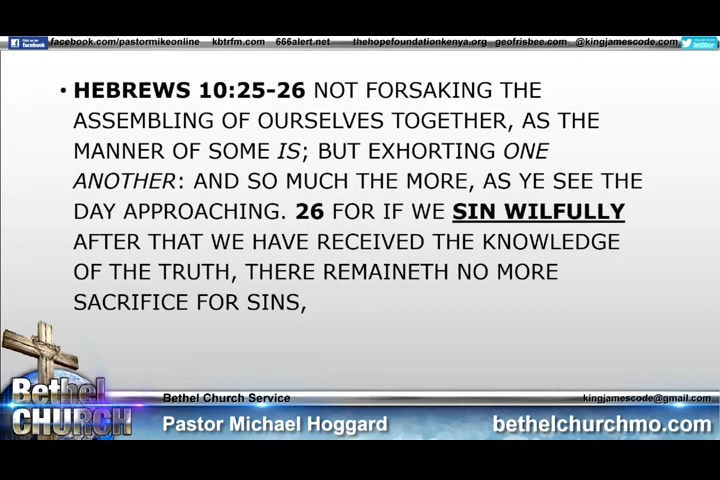 facebook.com/pastormikeonline kbtrfm.com 666alert.net thehopefoundationkenya.org geofrisbee.com @kingjamescode.com
• HEBREWS 10:25-26 NOT FORSAKING THE
ASSEMBLING OF OURSELVES TOGETHER, AS THE
MANNER OF SOME IS; BUT EXHORTING ONE
ANOTHER: AND SO MUCH THE MORE, AS YE SEE THE
DAY APPROACHING. 26 FOR IF WE SIN WILFULLY
AFTER THAT WE HAVE RECEIVED THE KNOWLEDGE
OF THE TRUTH, THERE REMAINETH NO MORE
SACRIFICE FOR SINS,
Bethel
CHURCH
Bethel Church Service kingjamescode@gmail.com
Pastor Michael Hoggard bethelchurchmo.com